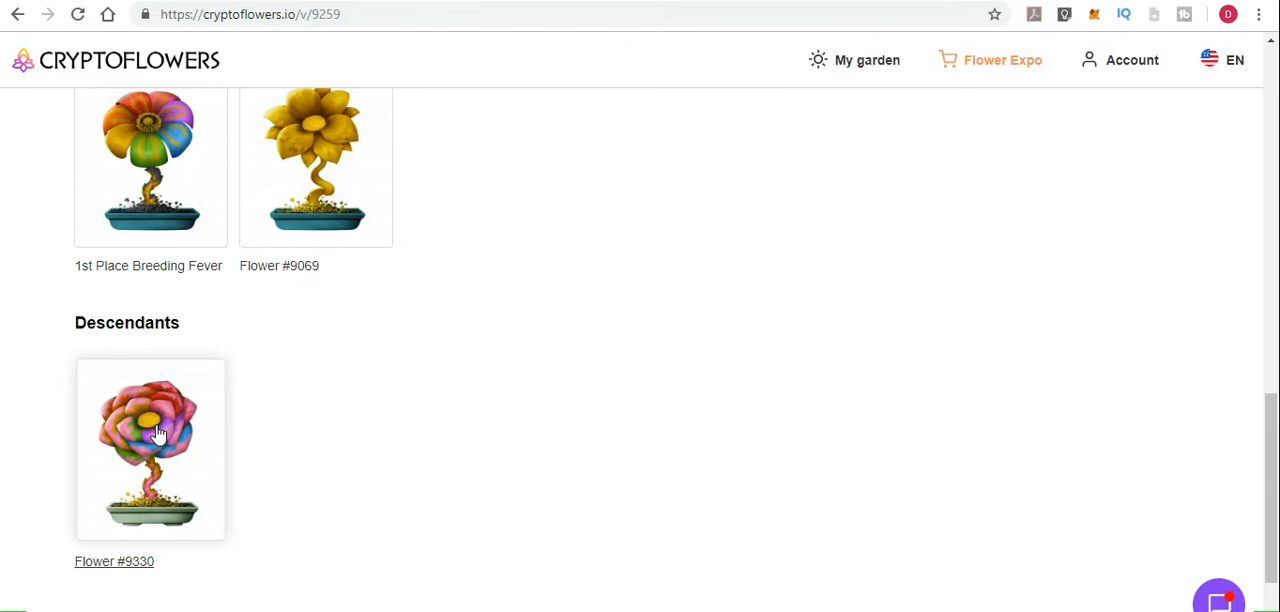 https://cryptoflowers.io/v/9259
IQ
D
CRYPTOFLOWERS
My garden
Flower Expo
Account
EN
1st Place Breeding Fever
Flower #9069
Descendants
Flower #9330